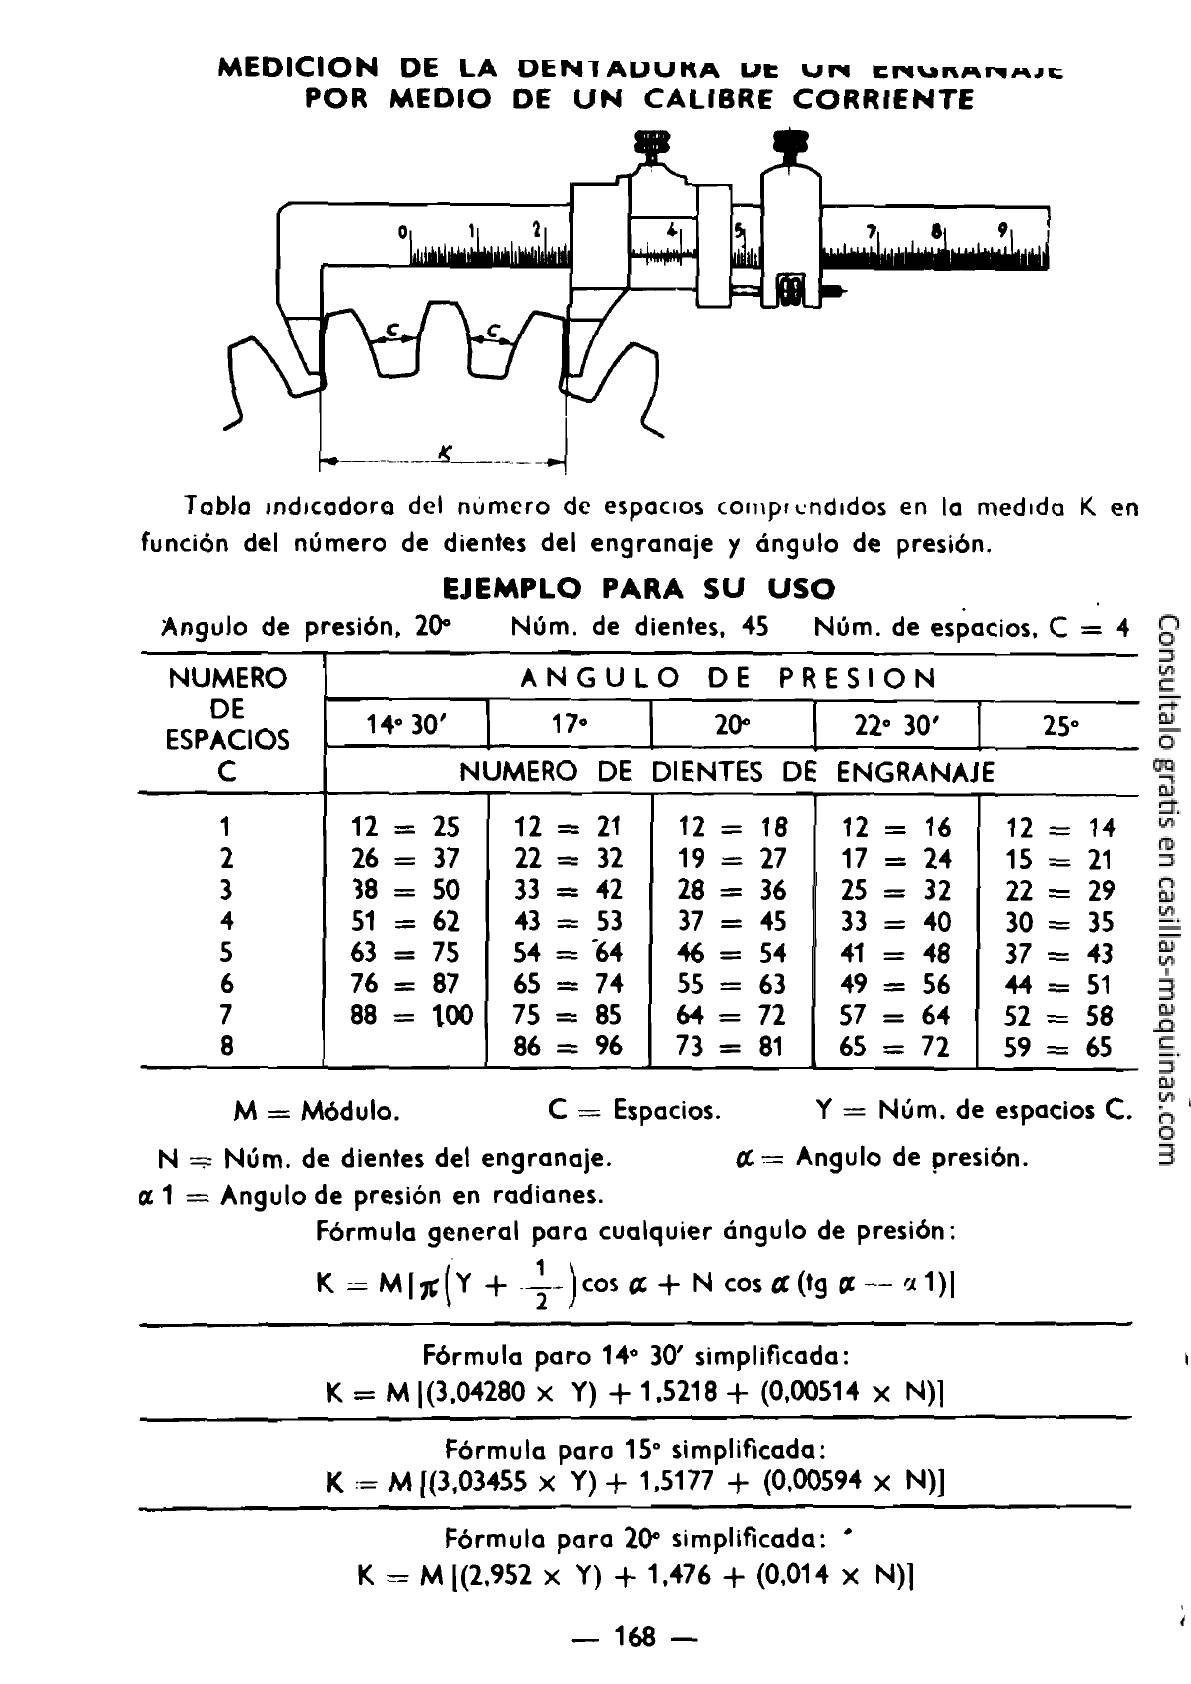 MEDICION DE LA DENTADURA DE UN ENGRANAJE
POR MEDIO DE UN CALIBRE CORRIENTE
0 1 2 4 5 7 8 9
C C
K
Tabla indicadora del número de espacios comprendidos en la medida K en
función del número de dientes del engranaje y ángulo de presión.
EJEMPLO PARA SU USO
Angulo de presión, 20° Núm. de dientes, 45 Núm. de espacios, C = 4
NUMERO DE ESPACIOS C
ANGULO DE PRESION
14° 30' 17° 20° 22° 30' 25°
NUMERO DE DIENTES DE ENGRANAJE
1 12 = 25 12 = 21 12 = 18 12 = 16 12 = 14
2 26 = 37 22 = 32 19 = 27 17 = 24 15 = 21
3 38 = 50 33 = 42 28 = 36 25 = 32 22 = 29
4 51 = 62 43 = 53 37 = 45 33 = 40 30 = 35
5 63 = 75 54 = 64 46 = 54 41 = 48 37 = 43
6 76 = 87 65 = 74 55 = 63 49 = 56 44 = 51
7 88 = 100 75 = 85 64 = 72 57 = 64 52 = 58
8 86 = 96 73 = 81 65 = 72 59 = 65
M = Módulo. C = Espacios. Y = Núm. de espacios C.
N = Núm. de dientes del engranaje. α = Angulo de presión.
α 1 = Angulo de presión en radianes.
Fórmula general para cualquier ángulo de presión:
K = M[π(Y + 1/2) cos α + N cos α (tg α — α 1)]
Fórmula paro 14° 30' simplificada:
K = M [(3,04280 x Y) + 1,5218 + (0,00514 x N)]
Fórmula para 15° simplificada:
K = M [(3,03455 x Y) + 1,5177 + (0,00594 x N)]
Fórmula para 20° simplificada:
K = M [(2,952 x Y) + 1,476 + (0,014 x N)]
— 168 —
Consultalo gratis en casillas-maquinas.com